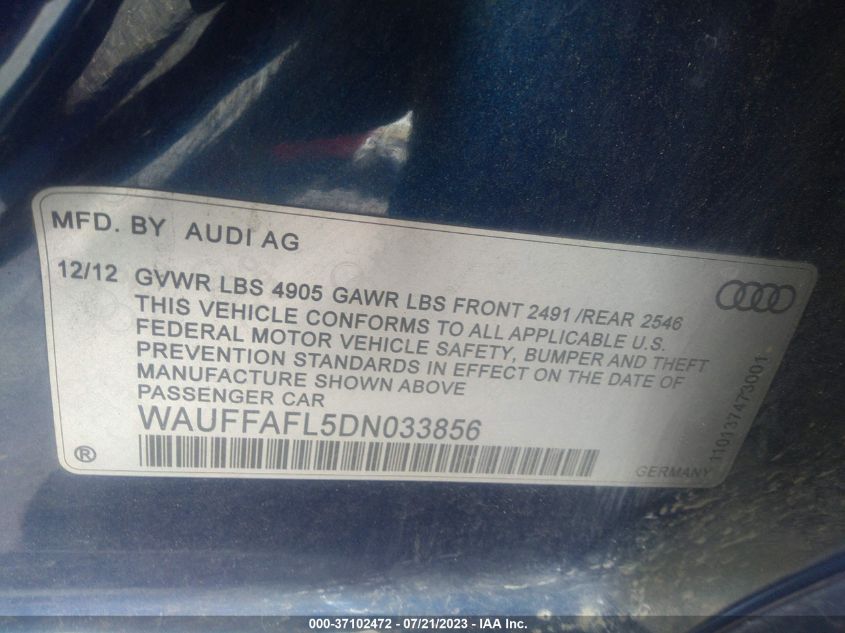 MFD. BY AUDI AG
12/12 GVWR LBS 4905 GAWR LBS FRONT 2491 /REAR 2546
THIS VEHICLE CONFORMS TO ALL APPLICABLE U.S.
FEDERAL MOTOR VEHICLE SAFETY, BUMPER AND THEFT
PREVENTION STANDARDS IN EFFECT ON THE DATE OF
MANUFACTURE SHOWN ABOVE
PASSENGER CAR
WAUFFAFL5DN033856
®
GERMANY
110137473001
000-37102472 - 07/21/2023 - IAA Inc.